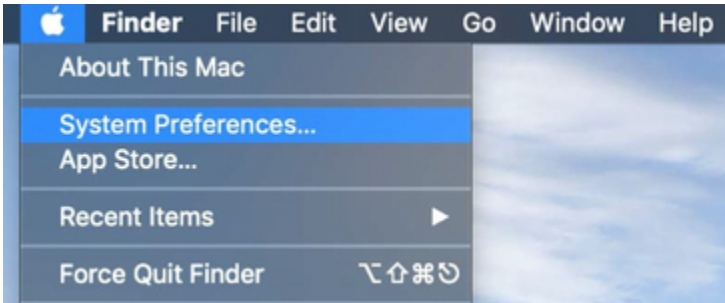 Finder File Edit View Go Window Help
About This Mac
System Preferences...
App Store...
Recent Items ▶
Force Quit Finder ⌥⇧⌘⎋